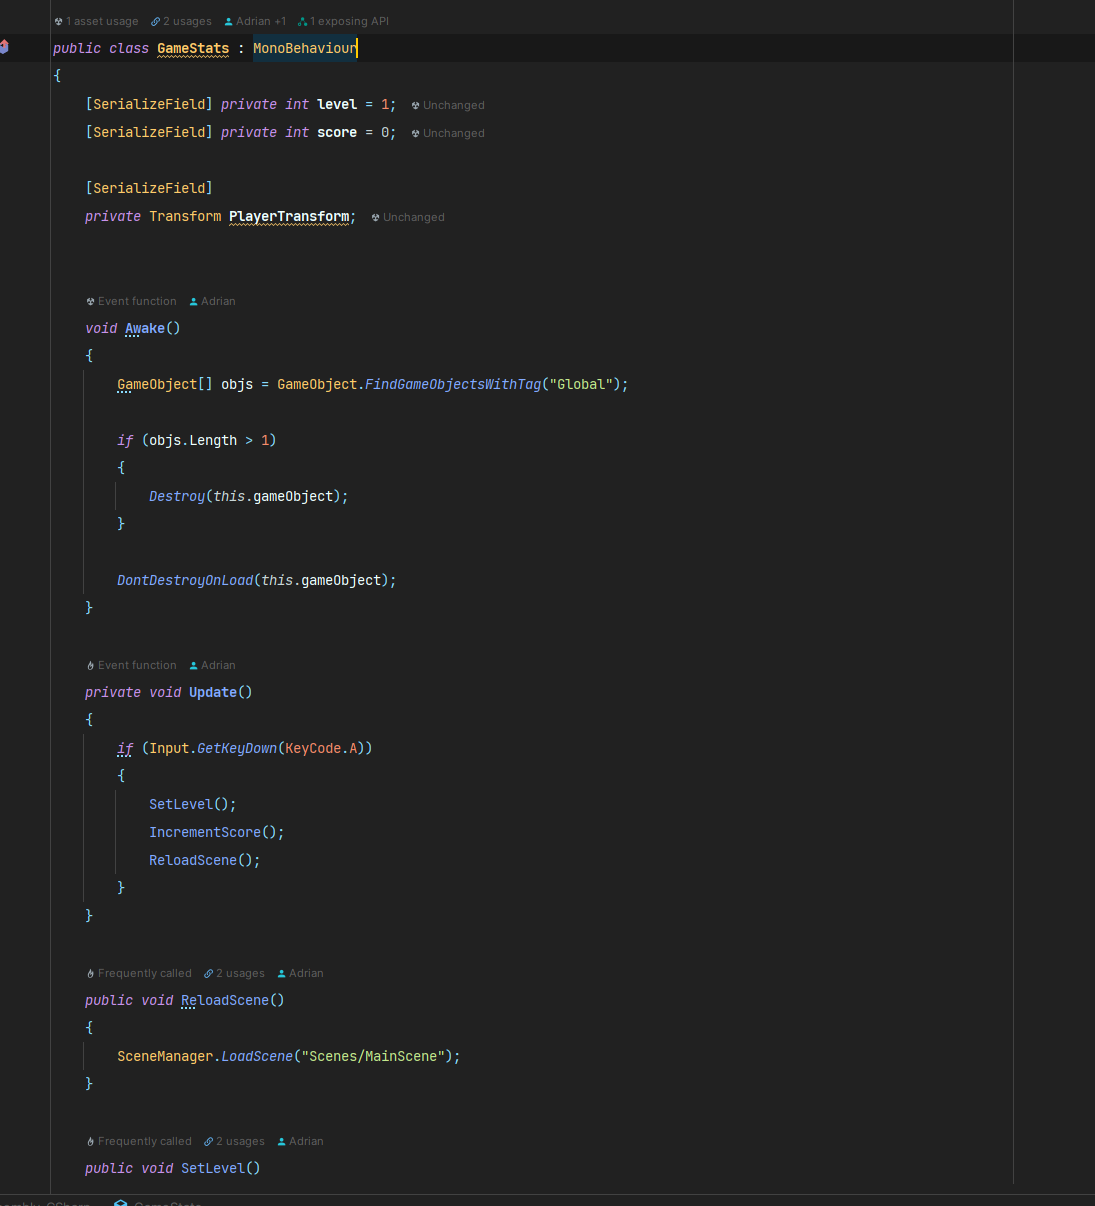 1 asset usage 2 usages Adrian +1 1 exposing API
public class GameStats : MonoBehaviour
{
[SerializeField] private int level = 1; Unchanged
[SerializeField] private int score = 0; Unchanged
[SerializeField]
private Transform PlayerTransform; Unchanged
Event function Adrian
void Awake()
{
GameObject[] objs = GameObject.FindGameObjectsWithTag("Global");
if (objs.Length > 1)
{
Destroy(this.gameObject);
}
DontDestroyOnLoad(this.gameObject);
}
Event function Adrian
private void Update()
{
if (Input.GetKeyDown(KeyCode.A))
{
SetLevel();
IncrementScore();
ReloadScene();
}
}
Frequently called 2 usages Adrian
public void ReloadScene()
{
SceneManager.LoadScene("Scenes/MainScene");
}
Frequently called 2 usages Adrian
public void SetLevel()